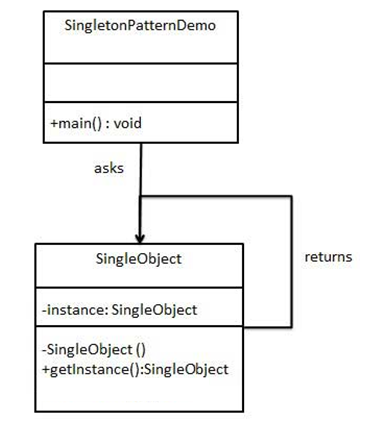 SingletonPatternDemo
+main() : void
asks
SingleObject
returns
-instance: SingleObject
-SingleObject ()
+getInstance():SingleObject